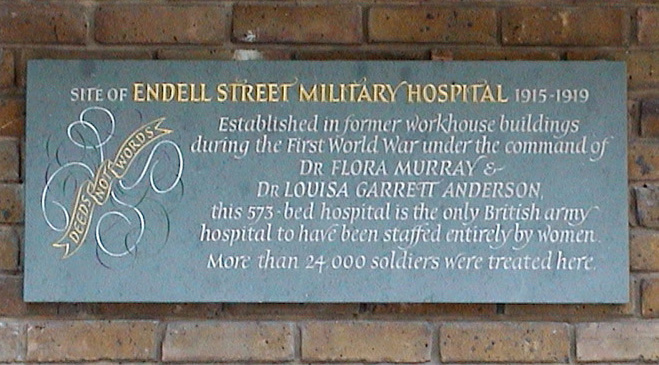 SITE OF ENDELL STREET MILITARY HOSPITAL 1915-1919
DEEDS NOT WORDS
Established in former workhouse buildings
during the First World War under the command of
DR FLORA MURRAY &
DR LOUISA GARRETT ANDERSON,
this 573-bed hospital is the only British army
hospital to have been staffed entirely by women.
More than 24 000 soldiers were treated here.